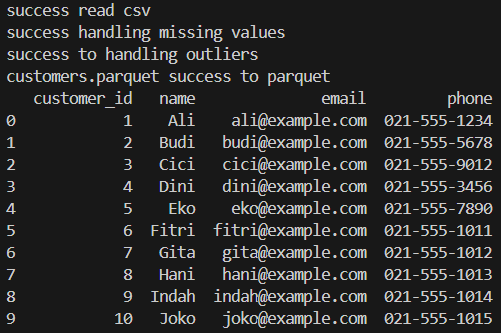 success read csv
success handling missing values
success to handling outliers
customers.parquet success to parquet
customer_id name email phone
0 1 Ali ali@example.com 021-555-1234
1 2 Budi budi@example.com 021-555-5678
2 3 Cici cici@example.com 021-555-9012
3 4 Dini dini@example.com 021-555-3456
4 5 Eko eko@example.com 021-555-7890
5 6 Fitri fitri@example.com 021-555-1011
6 7 Gita gita@example.com 021-555-1012
7 8 Hani hani@example.com 021-555-1013
8 9 Indah indah@example.com 021-555-1014
9 10 Joko joko@example.com 021-555-1015